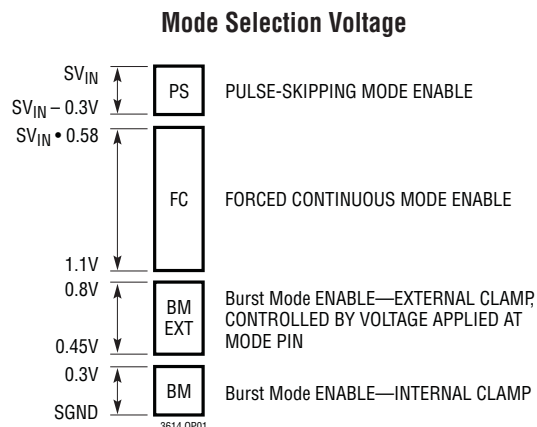 Mode Selection Voltage
SVIN
PS
PULSE-SKIPPING MODE ENABLE
SVIN – 0.3V
SVIN • 0.58
FC
FORCED CONTINUOUS MODE ENABLE
1.1V
0.8V
BM
EXT
Burst Mode ENABLE—EXTERNAL CLAMP,
CONTROLLED BY VOLTAGE APPLIED AT
MODE PIN
0.45V
0.3V
BM
Burst Mode ENABLE—INTERNAL CLAMP
SGND
3614 OP01